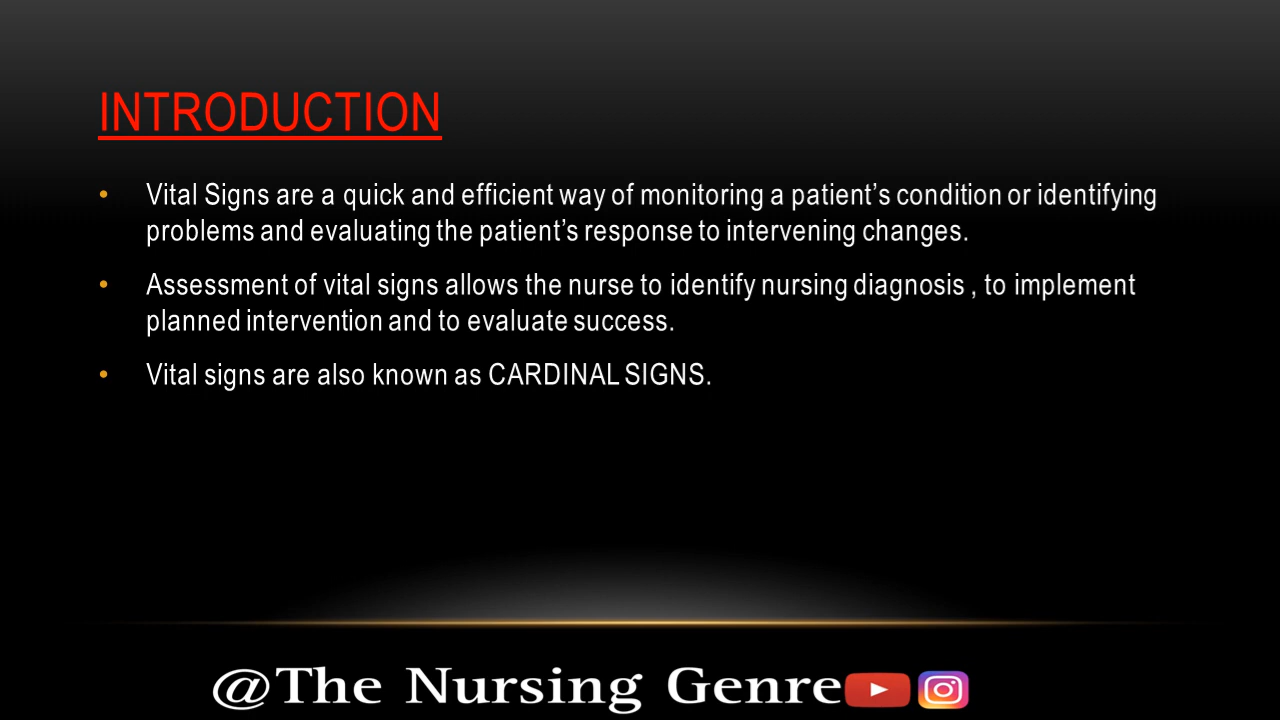 INTRODUCTION
• Vital Signs are a quick and efficient way of monitoring a patient’s condition or identifying
problems and evaluating the patient’s response to intervening changes.
• Assessment of vital signs allows the nurse to identify nursing diagnosis , to implement
planned intervention and to evaluate success.
• Vital signs are also known as CARDINAL SIGNS.
@The Nursing Genre